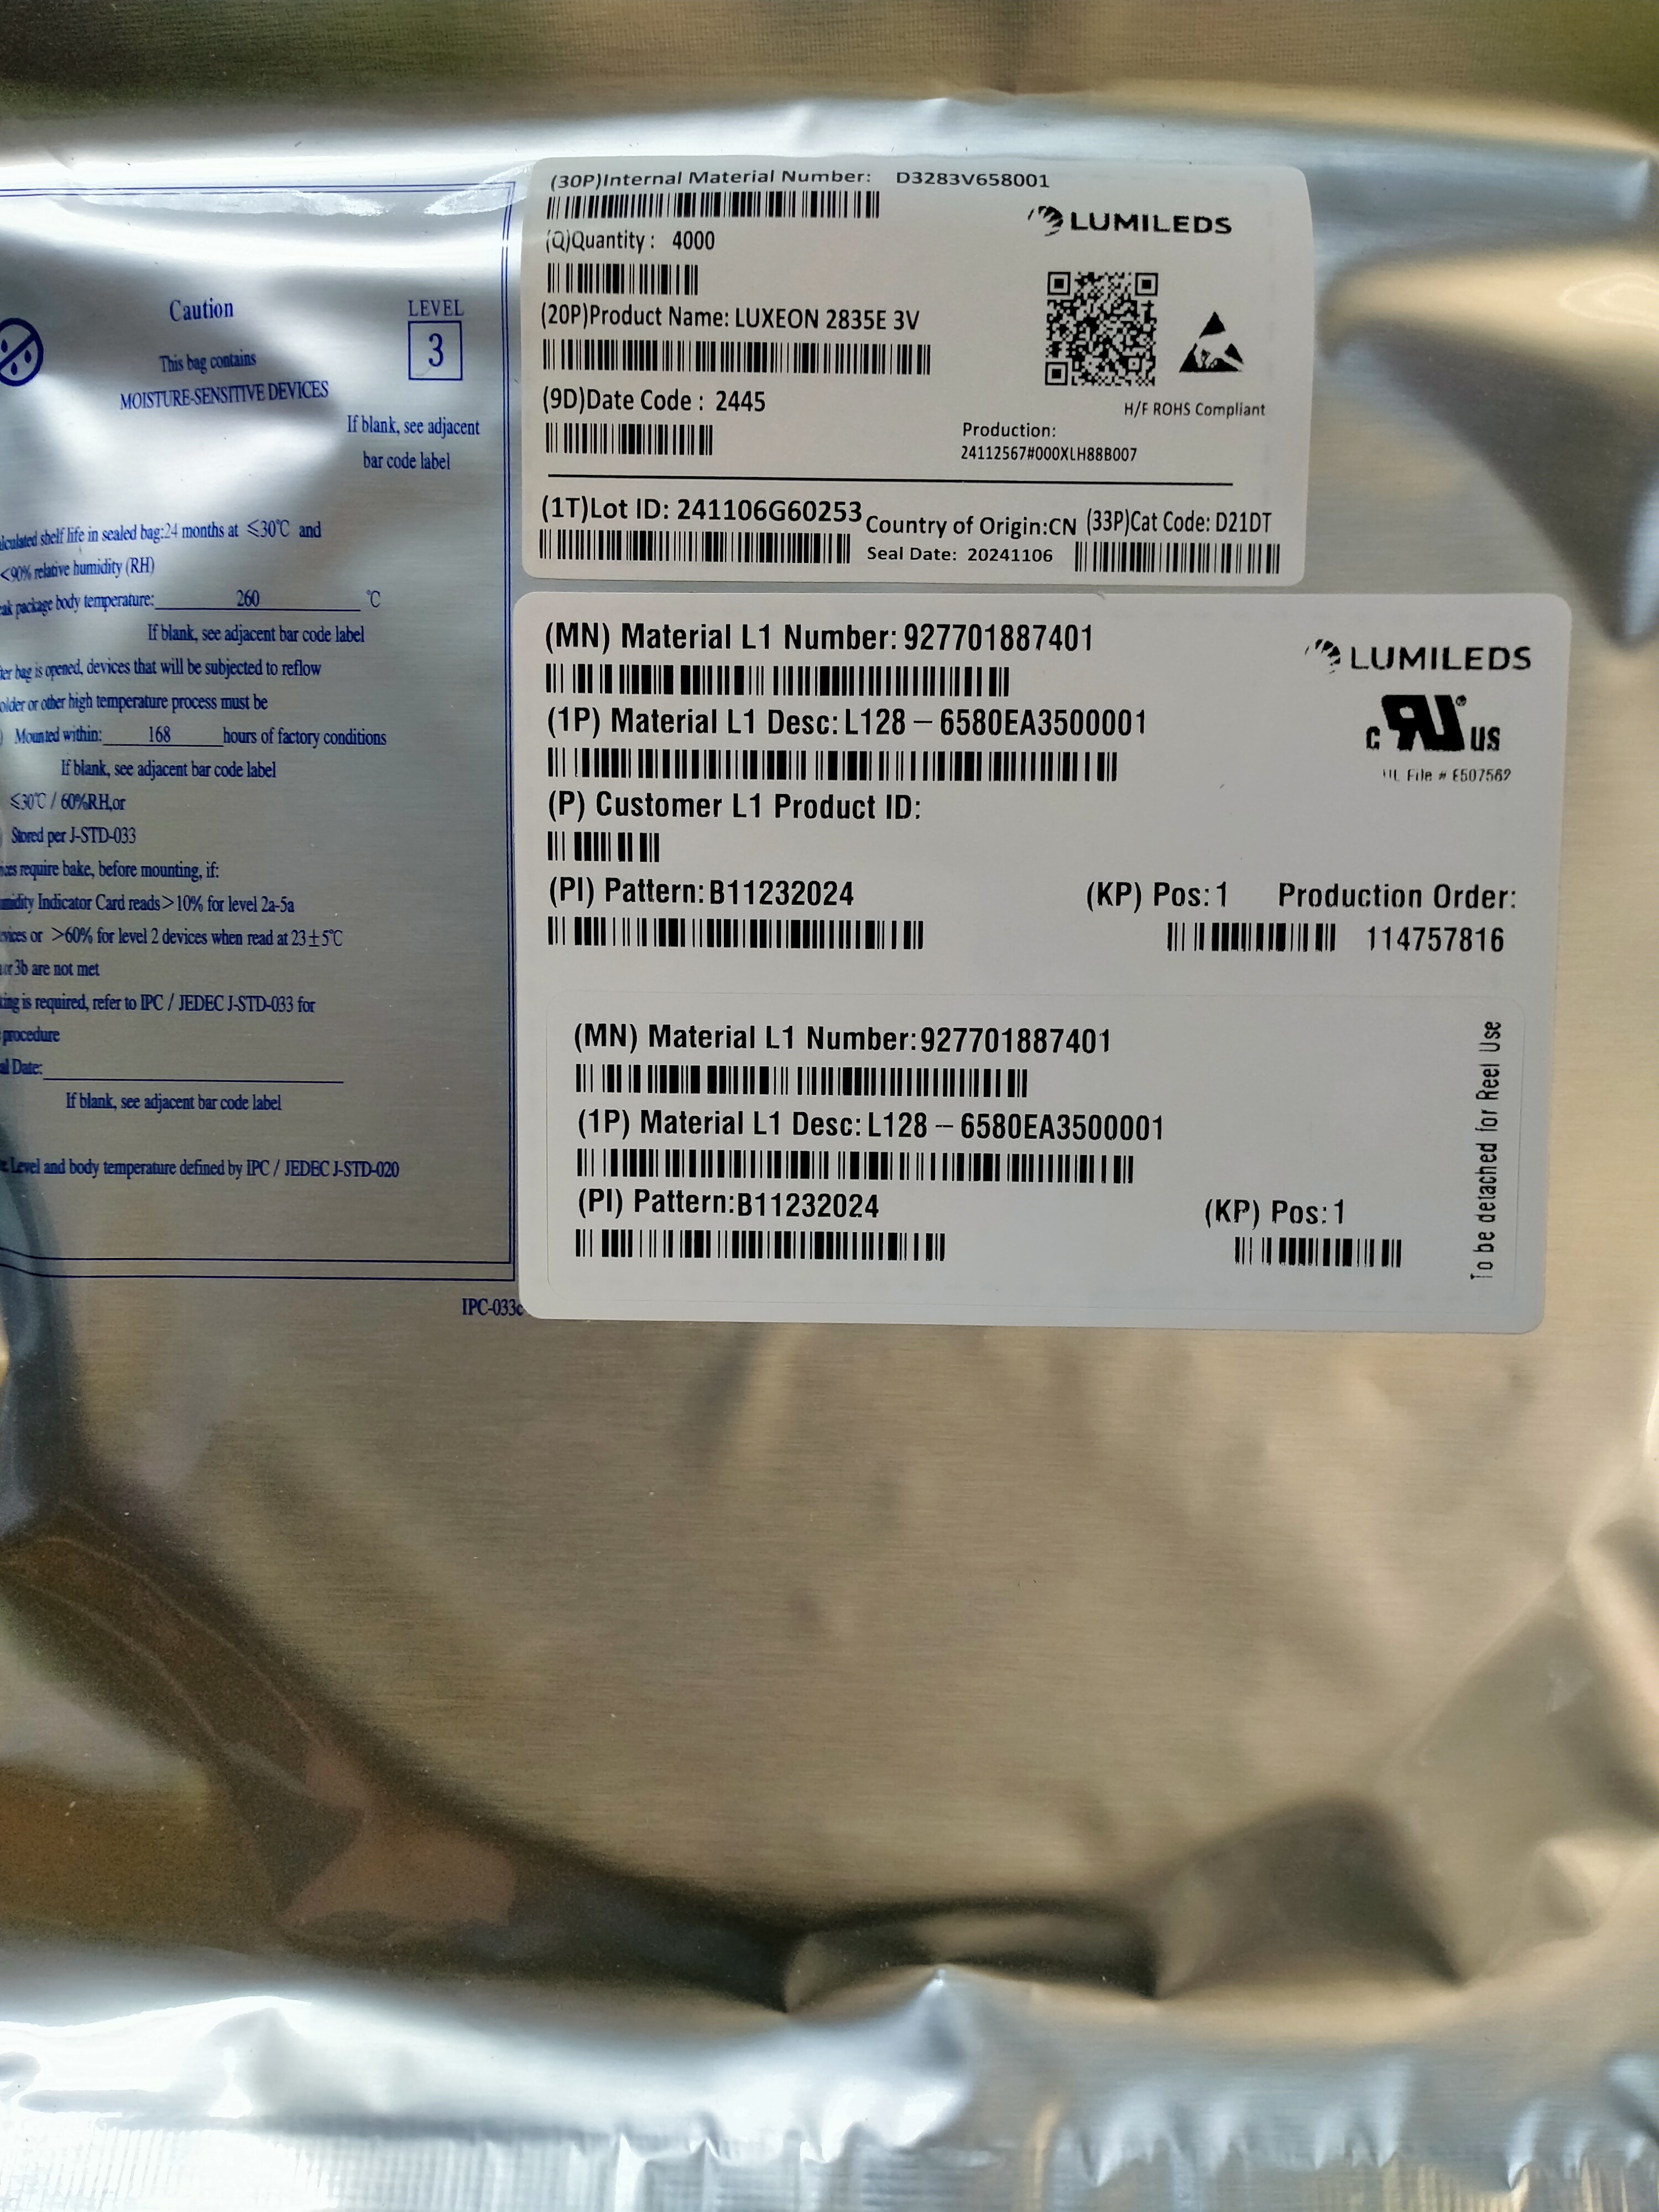 Caution
LEVEL
3
This bag contains
MOISTURE-SENSITIVE DEVICES
If blank, see adjacent
bar code label
shelf life in sealed bag:24 months at ≤30℃ and
<90% relative humidity (RH)
package body temperature: 260 ℃
If blank, see adjacent bar code label
bag is opened, devices that will be subjected to reflow
or other high temperature process must be
Mounted within: 168 hours of factory conditions
If blank, see adjacent bar code label
≤30℃ / 60%RH,or
Stored per J-STD-033
require bake, before mounting, if:
Indicator Card reads>10% for level 2a-5a
or >60% for level 2 devices when read at 23±5℃
or 3b are not met
is required, refer to IPC / JEDEC J-STD-033 for
procedure
Date:
If blank, see adjacent bar code label
Level and body temperature defined by IPC / JEDEC J-STD-020
IPC-033c
(30P)Internal Material Number: D3283V658001
LUMILEDS
(Q)Quantity : 4000
(20P)Product Name: LUXEON 2835E 3V
(9D)Date Code : 2445
H/F ROHS Compliant
Production:
24112567#000XLH88B007
(1T)Lot ID: 241106G60253
Country of Origin:CN
(33P)Cat Code: D21DT
Seal Date: 20241106
(MN) Material L1 Number: 927701887401
LUMILEDS
(1P) Material L1 Desc: L128 – 6580EA3500001
c RU ® US
UL File # E507562
(P) Customer L1 Product ID:
(PI) Pattern: B11232024
(KP) Pos: 1
Production Order:
114757816
(MN) Material L1 Number: 927701887401
(1P) Material L1 Desc: L128 – 6580EA3500001
(PI) Pattern: B11232024
(KP) Pos: 1
To be detached for Reel Use